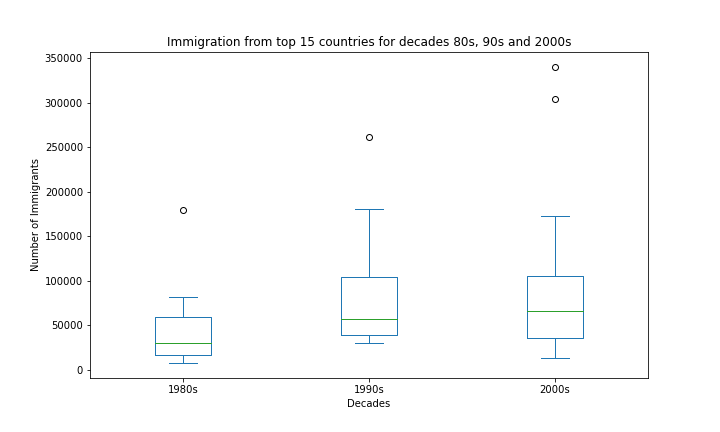 Immigration from top 15 countries for decades 80s, 90s and 2000s
350000
300000
250000
200000
150000
100000
50000
0
Number of Immigrants
1980s 1990s 2000s
Decades